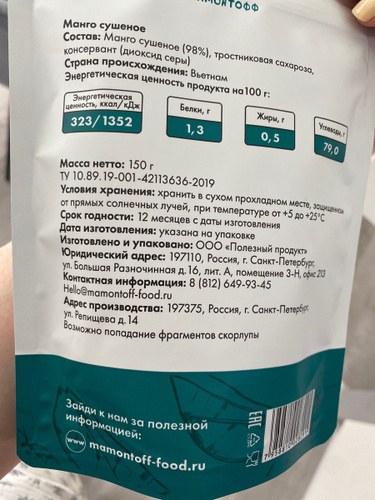 МОНТОФФ
Манго сушеное
Состав: Манго сушеное (98%), тростниковая сахароза,
консервант (диоксид серы)
Страна происхождения: Вьетнам
Энергетическая ценность продукта на 100 г:
Энергетическая ценность, ккал/кДж
323/1352
Белки, г
1,3
Жиры, г
0,5
Углеводы, г
79,0
Масса нетто: 150 г
ТУ 10.89.19-001-42113636-2019
Условия хранения: хранить в сухом прохладном месте, защищенном
от прямых солнечных лучей, при температуре от +5 до +25°С
Срок годности: 12 месяцев с даты изготовления
Дата изготовления: указана на упаковке
Изготовлено и упаковано: ООО «Полезный продукт»
Юридический адрес: 197110, Россия, г. Санкт-Петербург,
ул. Большая Разночинная д.16, лит. А, помещение 3-Н, офис 213
Контактная информация: 8 (812) 649-93-45
Hello@mamontoff-food.ru
Адрес производства: 197375, Россия, г. Санкт-Петербург,
ул. Репищева д.14
Возможно попадание фрагментов скорлупы
Зайди к нам за полезной
информацией:
www mamontoff-food.ru
EAC